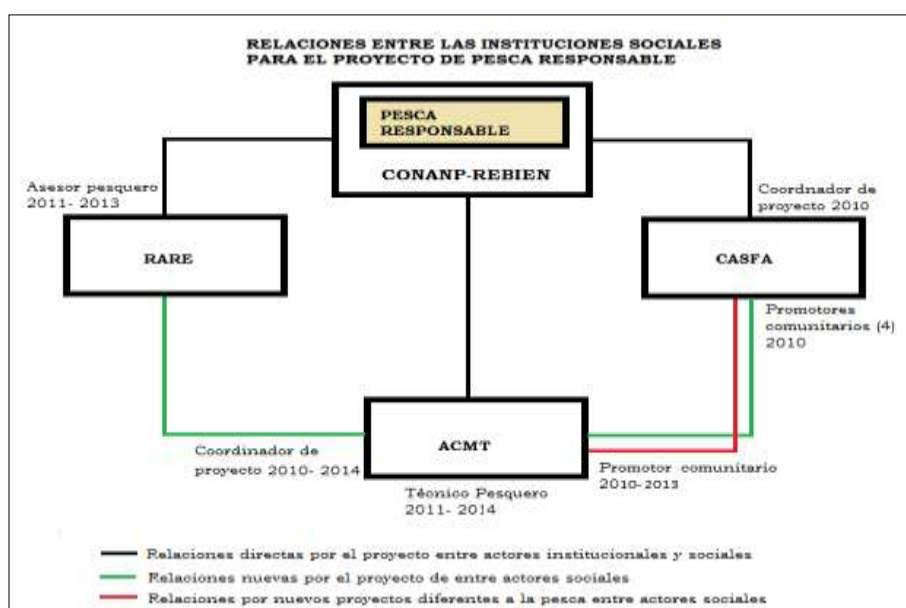 RELACIONES ENTRE LAS INSTITUCIONES SOCIALES
PARA EL PROYECTO DE PESCA RESPONSABLE
PESCA
RESPONSABLE
CONANP-REBIEN
Asesor pesquero
2011- 2013
Coordnador de
proyecto 2010
RARE
CASFA
Promotores
comunitarios (4)
2010
ACMT
Coordinador de
proyecto 2010- 2014
Promotor comunitario
2010-2013
Técnico Pesquero
2011- 2014
Relaciones directas por el proyecto entre actores institucionales y sociales
Relaciones nuevas por el proyecto de entre actores sociales
Relaciones por nuevos proyectos diferentes a la pesca entre actores sociales